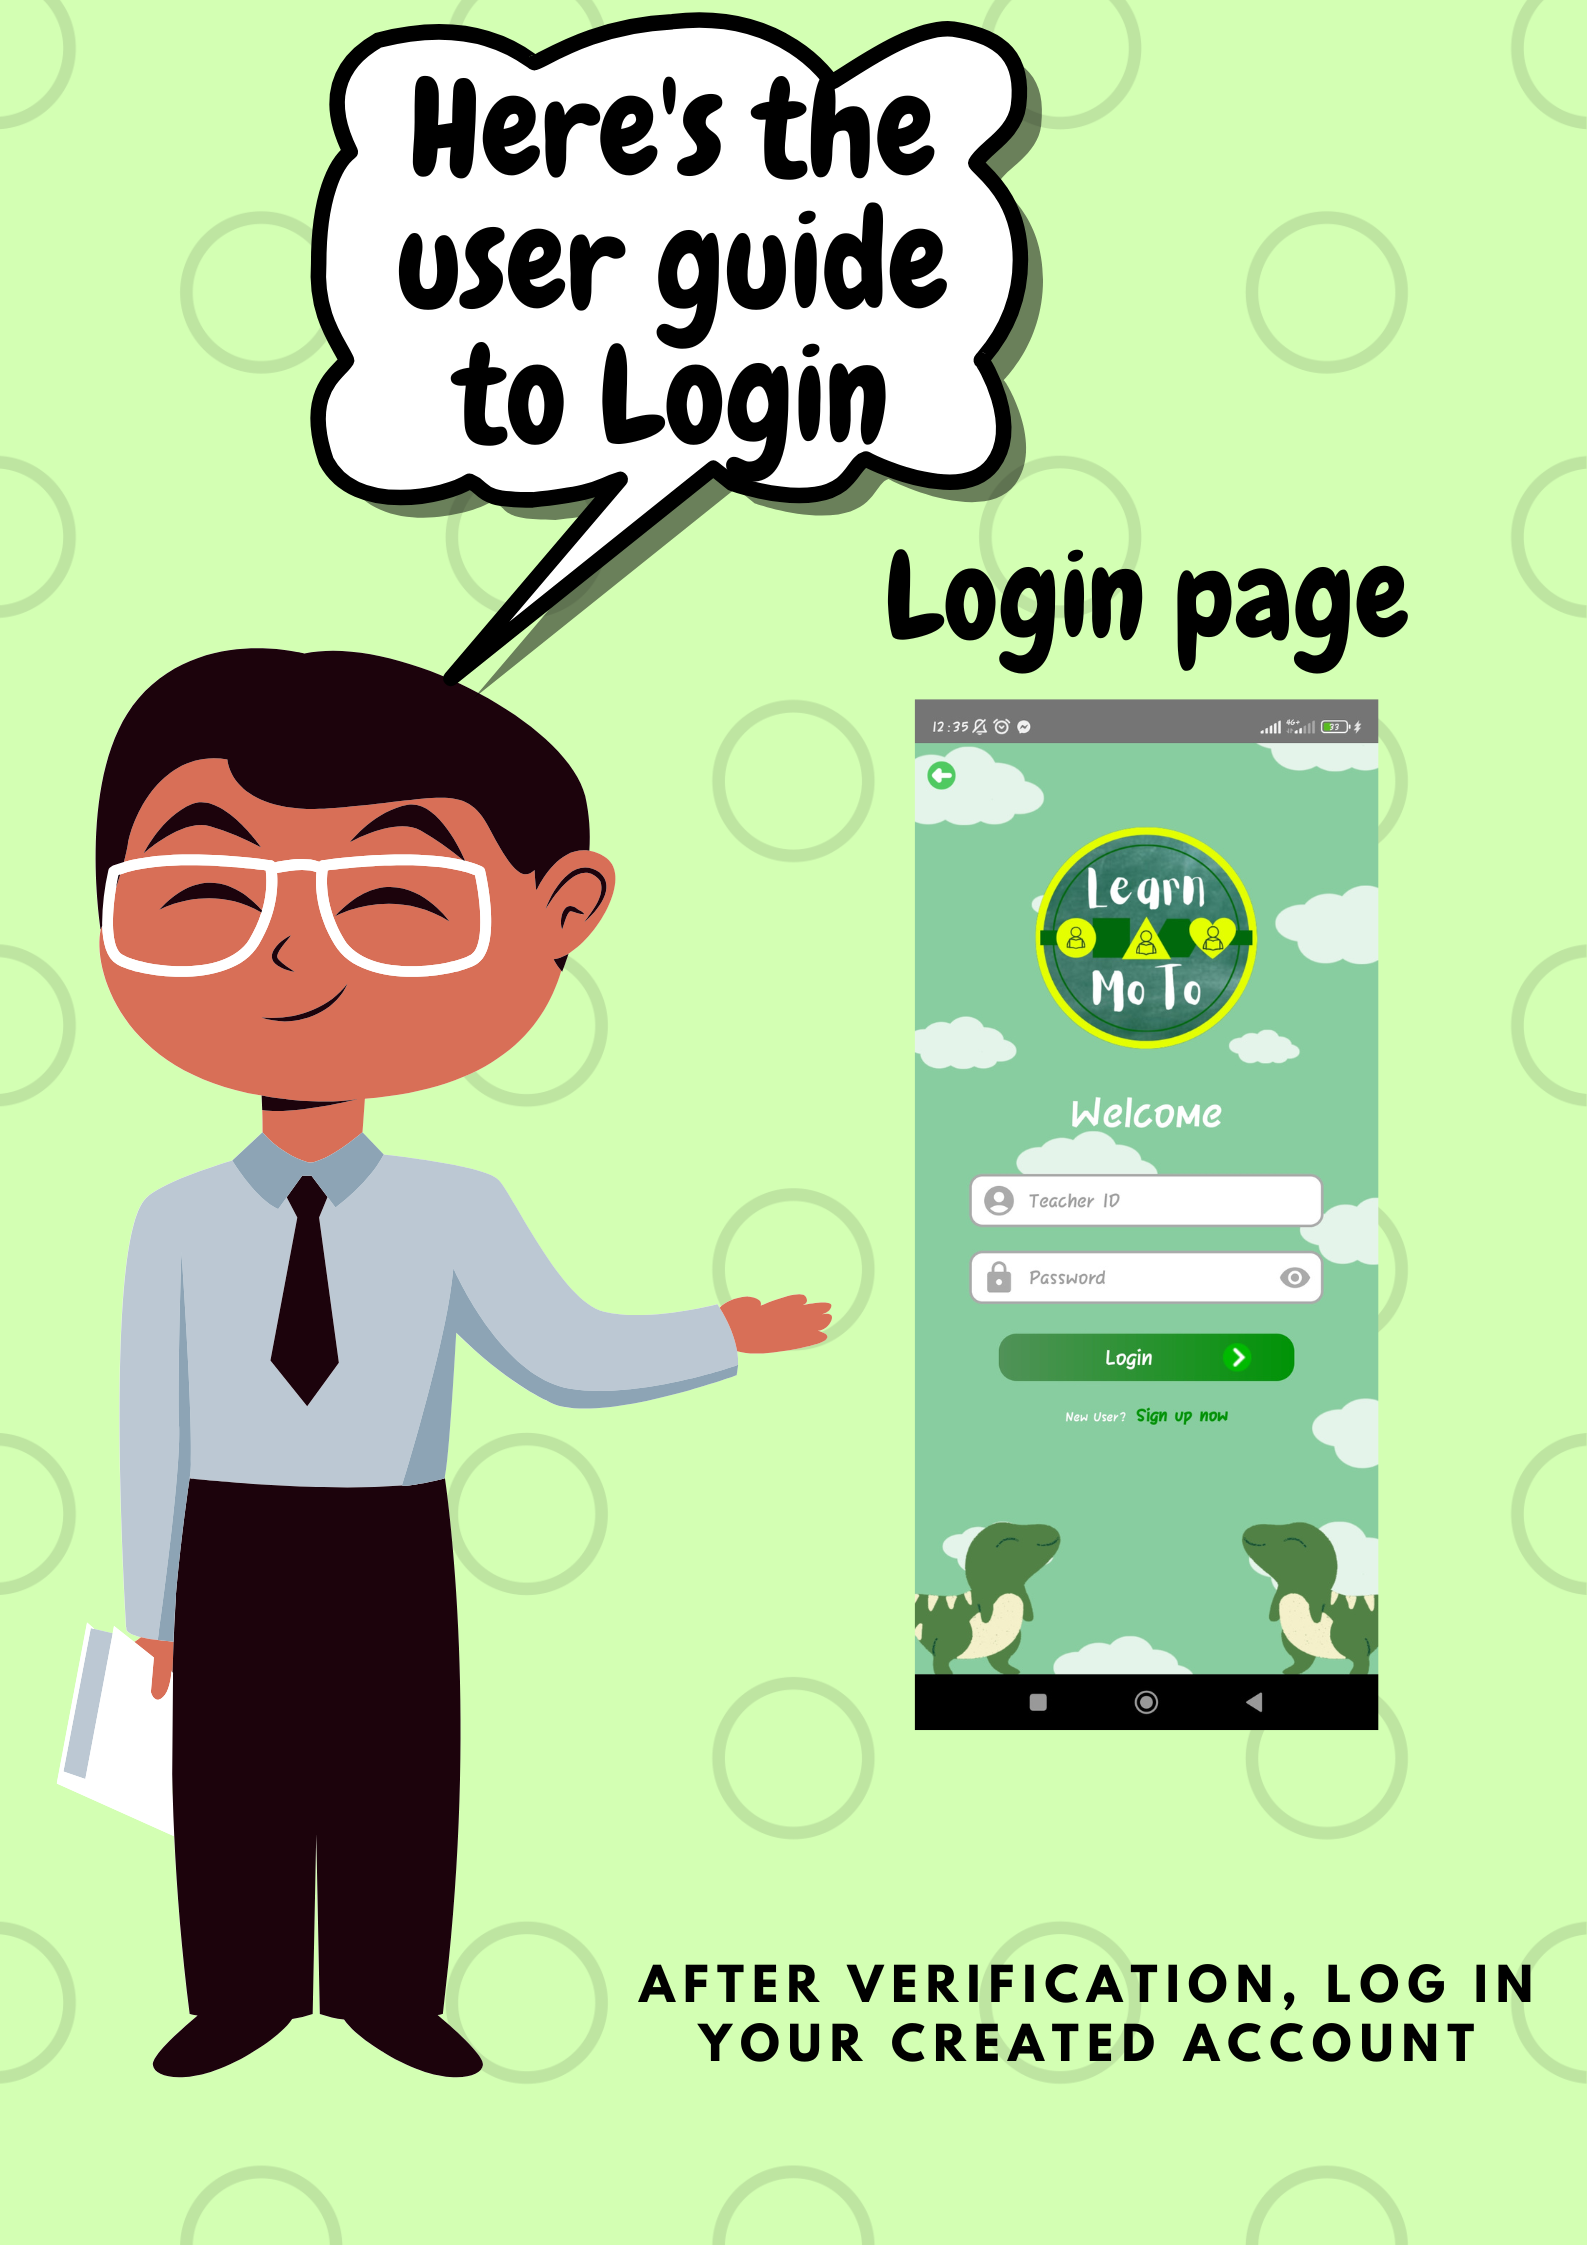 Here's the
user guide
to Login
Login page
12:35
4G+
33
Learn
Mo To
Welcome
Teacher ID
Password
Login
New User? Sign up now
AFTER VERIFICATION, LOG IN
YOUR CREATED ACCOUNT